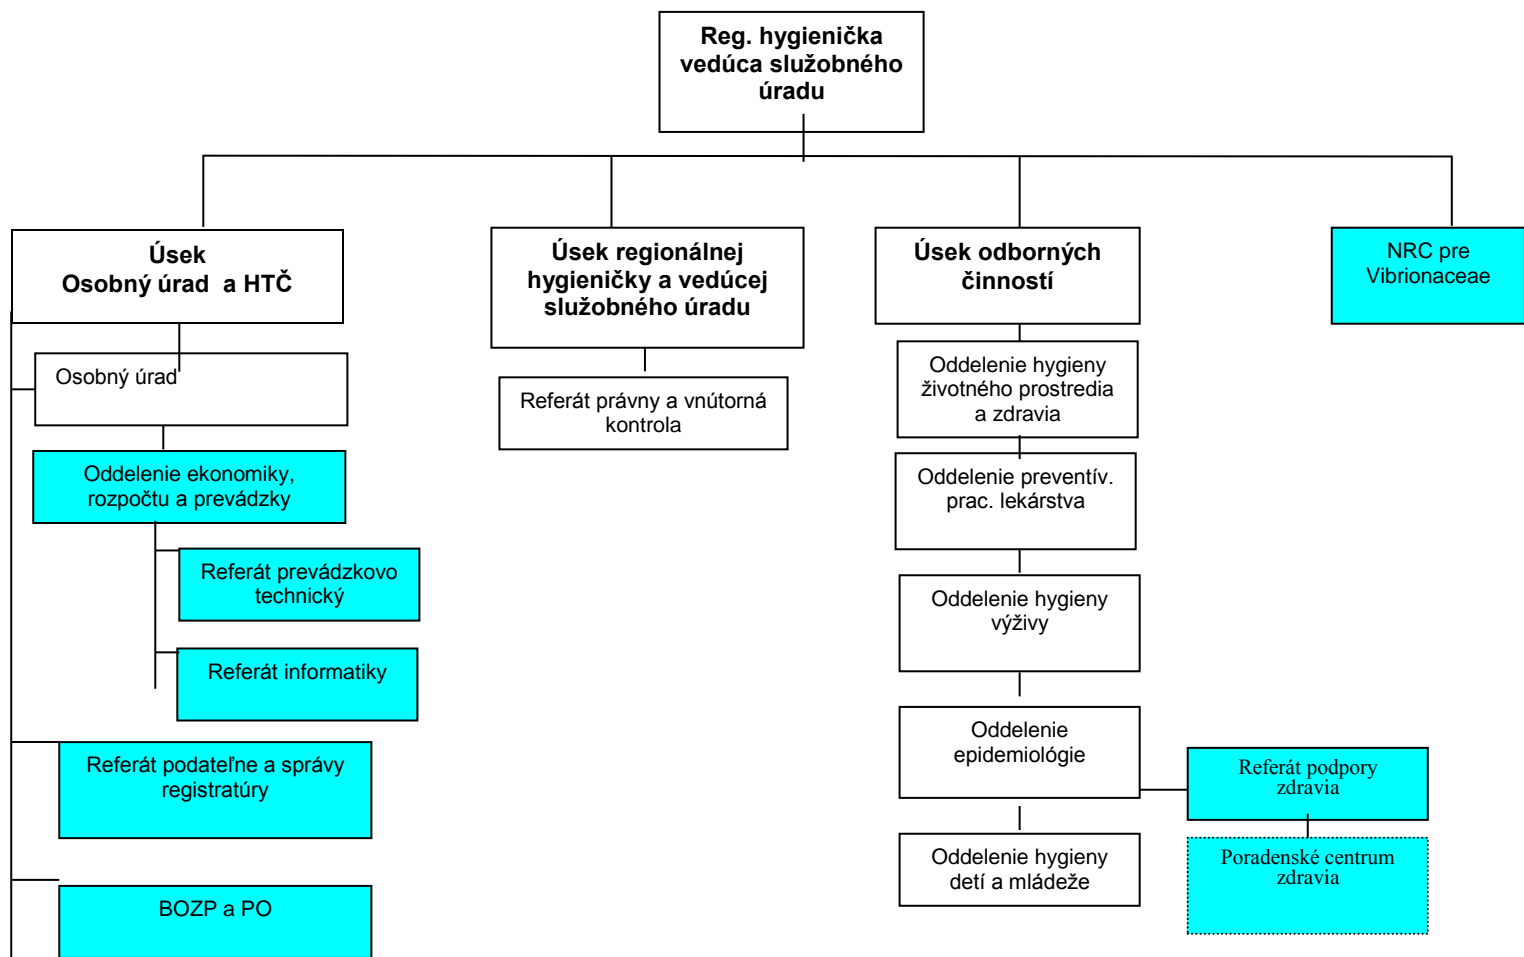 Reg. hygienička
vedúca služobného
úradu
Úsek
Osobný úrad a HTČ
Úsek regionálnej
hygieničky a vedúcej
služobného úradu
Úsek odborných
činností
NRC pre
Vibrionaceae
Osobný úrad
Referát právny a vnútorná
kontrola
Oddelenie hygieny
životného prostredia
a zdravia
Oddelenie ekonomiky,
rozpočtu a prevádzky
Oddelenie preventív.
prac. lekárstva
Referát prevádzkovo
technický
Oddelenie hygieny
výživy
Referát informatiky
Oddelenie
epidemiológie
Referát podateľne a správy
registratúry
Referát podpory
zdravia
Oddelenie hygieny
detí a mládeže
Poradenské centrum
zdravia
BOZP a PO